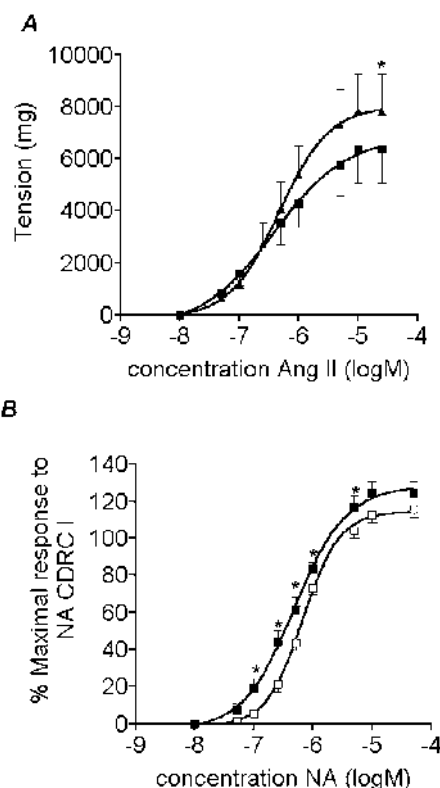 A
Tension (mg)
10000
8000
6000
4000
2000
0
*
-9 -8 -7 -6 -5 -4
concentration Ang II (logM)
B
% Maximal response to
NA CDRC I
140
120
100
80
60
40
20
0
* * * * *
-9 -8 -7 -6 -5 -4
concentration NA (logM)